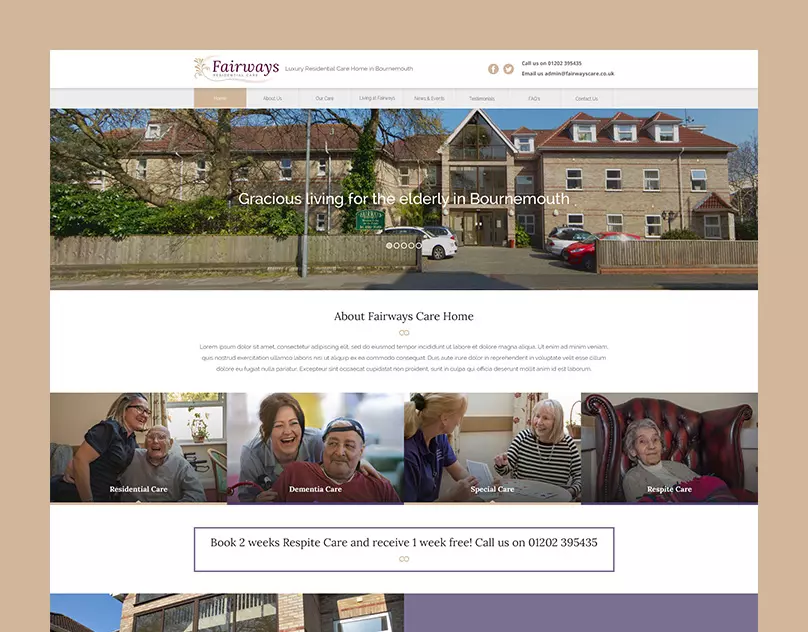 Fairways
RESIDENTIAL CARE
Luxury Residential Care Home in Bournemouth
Call us on 01202 395435
Email us admin@fairwayscare.co.uk
Home
About Us
Our Care
Living at Fairways
News & Events
Testimonials
FAQ's
Contact Us
Gracious living for the elderly in Bournemouth
About Fairways Care Home
Lorem ipsum dolor sit amet, consectetur adipiscing elit, sed do eiusmod tempor incididunt ut labore et dolore magna aliqua. Ut enim ad minim veniam,
quis nostrud exercitation ullamco laboris nisi ut aliquip ex ea commodo consequat. Duis aute irure dolor in reprehenderit in voluptate velit esse cillum
dolore eu fugiat nulla pariatur. Excepteur sint occaecat cupidatat non proident, sunt in culpa qui officia deserunt mollit anim id est laborum.
Residential Care
Dementia Care
Special Care
Respite Care
Book 2 weeks Respite Care and receive 1 week free! Call us on 01202 395435